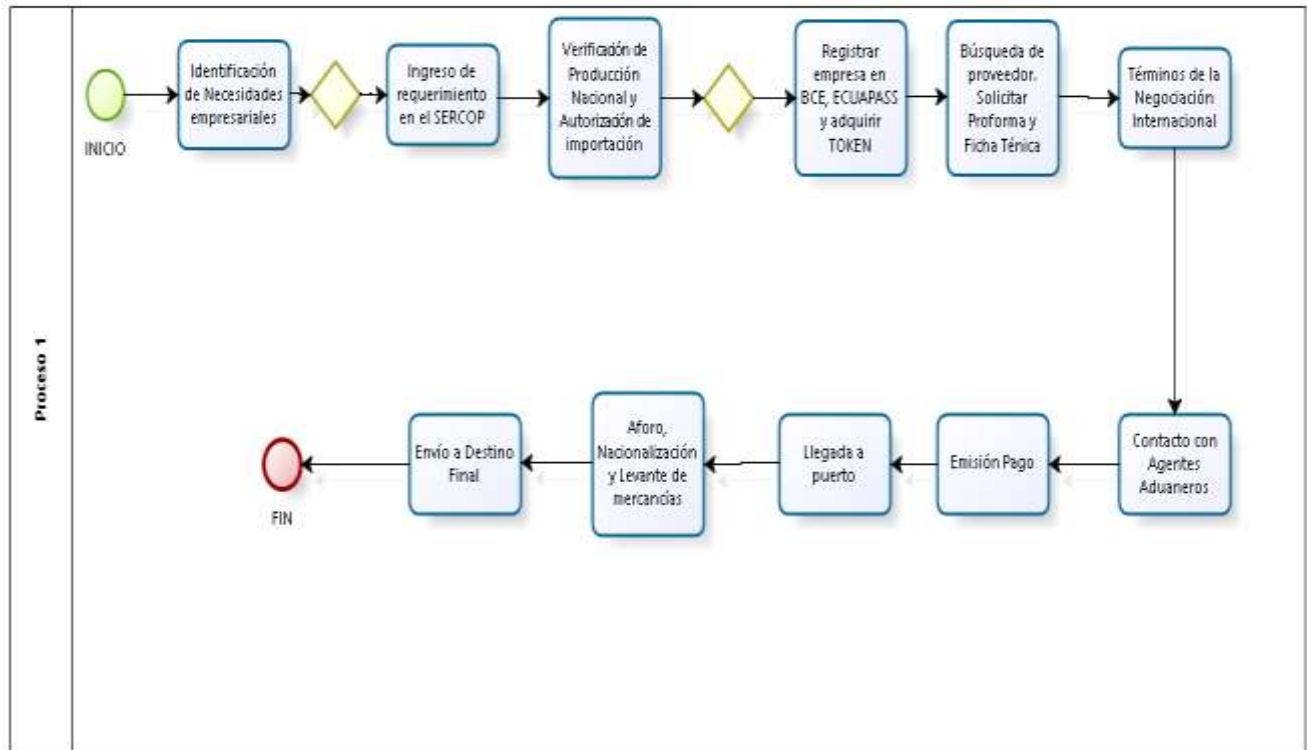 Proceso 1
INICIO
Identificación
de Necesidades
empresariales
Ingreso de
requerimiento
en el SERCOP
Verificación de
Producción
Nacional y
Autorización de
importación
Registrar
empresa en
BCE, ECUAPASS
y adquirir
TOKEN
Búsqueda de
proveedor.
Solicitar
Proforma y
Ficha Ténica
Términos de la
Negociación
Internacional
Contacto con
Agentes
Aduaneros
Emisión Pago
Llegada a
puerto
Aforo,
Nacionalización
y Levante de
mercancías
Envío a Destino
Final
FIN